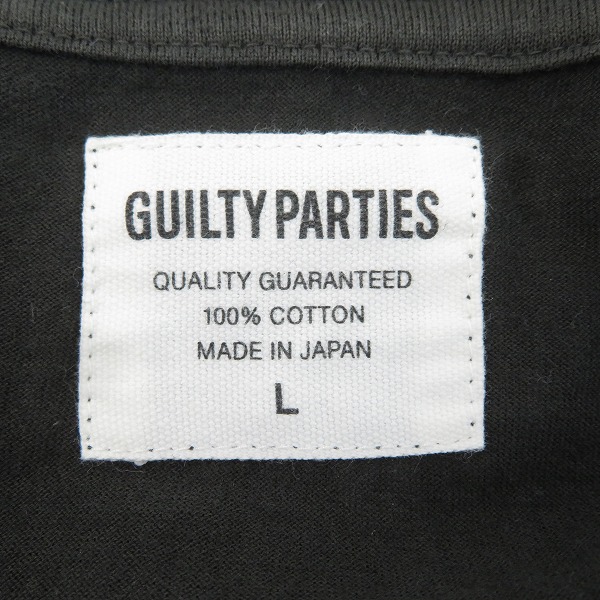 GUILTY PARTIES
QUALITY GUARANTEED
100% COTTON
MADE IN JAPAN
L